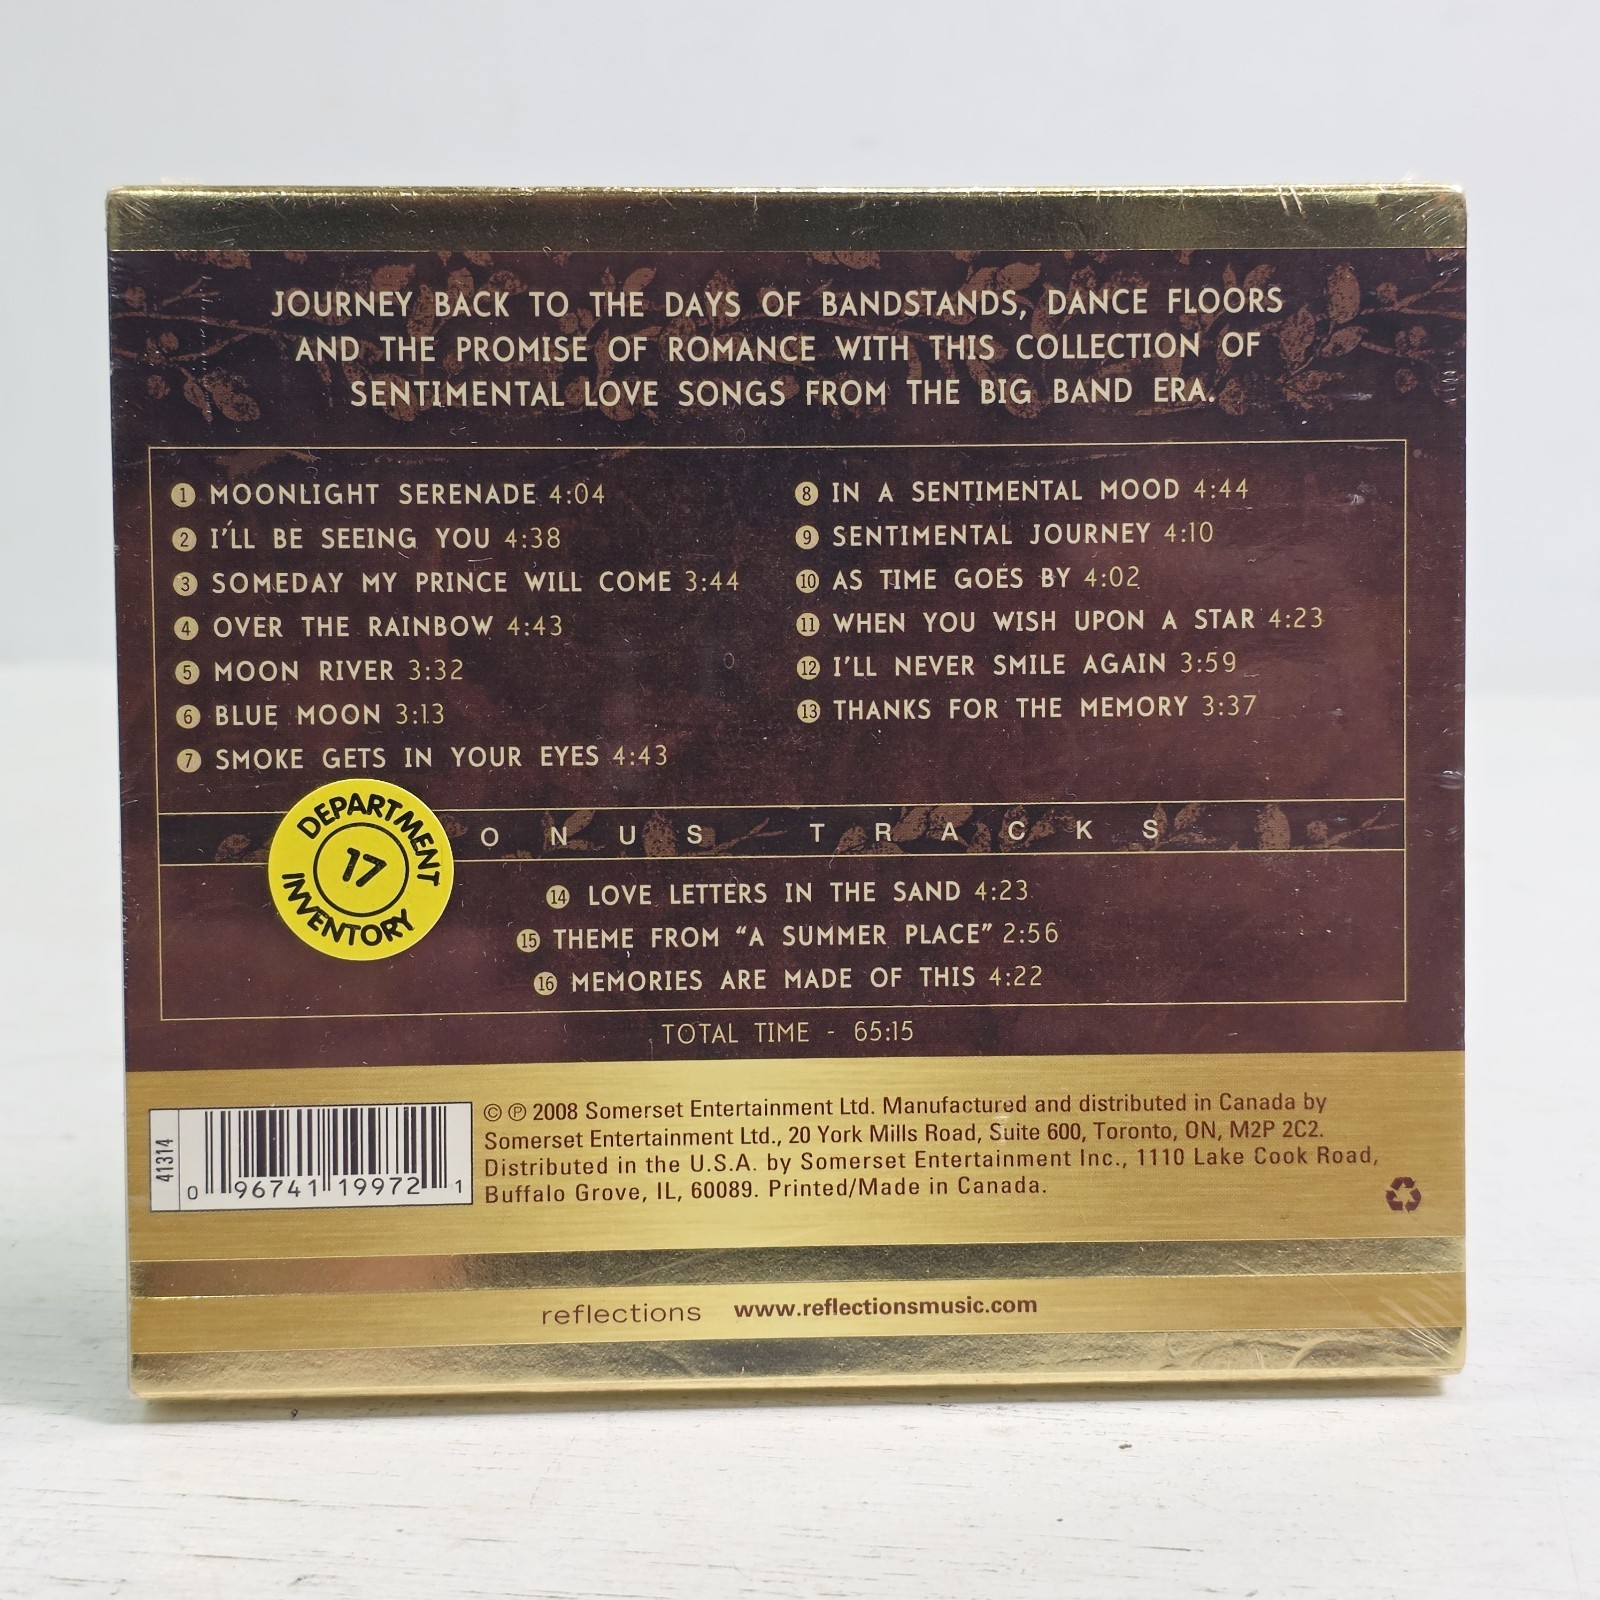 JOURNEY BACK TO THE DAYS OF BANDSTANDS, DANCE FLOORS
AND THE PROMISE OF ROMANCE WITH THIS COLLECTION OF
SENTIMENTAL LOVE SONGS FROM THE BIG BAND ERA.
1 MOONLIGHT SERENADE 4:04
2 I'LL BE SEEING YOU 4:38
3 SOMEDAY MY PRINCE WILL COME 3:44
4 OVER THE RAINBOW 4:43
5 MOON RIVER 3:32
6 BLUE MOON 3:13
7 SMOKE GETS IN YOUR EYES 4:43
8 IN A SENTIMENTAL MOOD 4:44
9 SENTIMENTAL JOURNEY 4:10
10 AS TIME GOES BY 4:02
11 WHEN YOU WISH UPON A STAR 4:23
12 I'LL NEVER SMILE AGAIN 3:59
13 THANKS FOR THE MEMORY 3:37
DEPARTMENT
17
INVENTORY
ONUS TRACKS
14 LOVE LETTERS IN THE SAND 4:23
15 THEME FROM "A SUMMER PLACE" 2:56
16 MEMORIES ARE MADE OF THIS 4:22
TOTAL TIME - 65:15
41314
0 96741 19972 1
© ℗ 2008 Somerset Entertainment Ltd. Manufactured and distributed in Canada by
Somerset Entertainment Ltd., 20 York Mills Road, Suite 600, Toronto, ON, M2P 2C2.
Distributed in the U.S.A. by Somerset Entertainment Inc., 1110 Lake Cook Road,
Buffalo Grove, IL, 60089. Printed/Made in Canada.
reflections www.reflectionsmusic.com